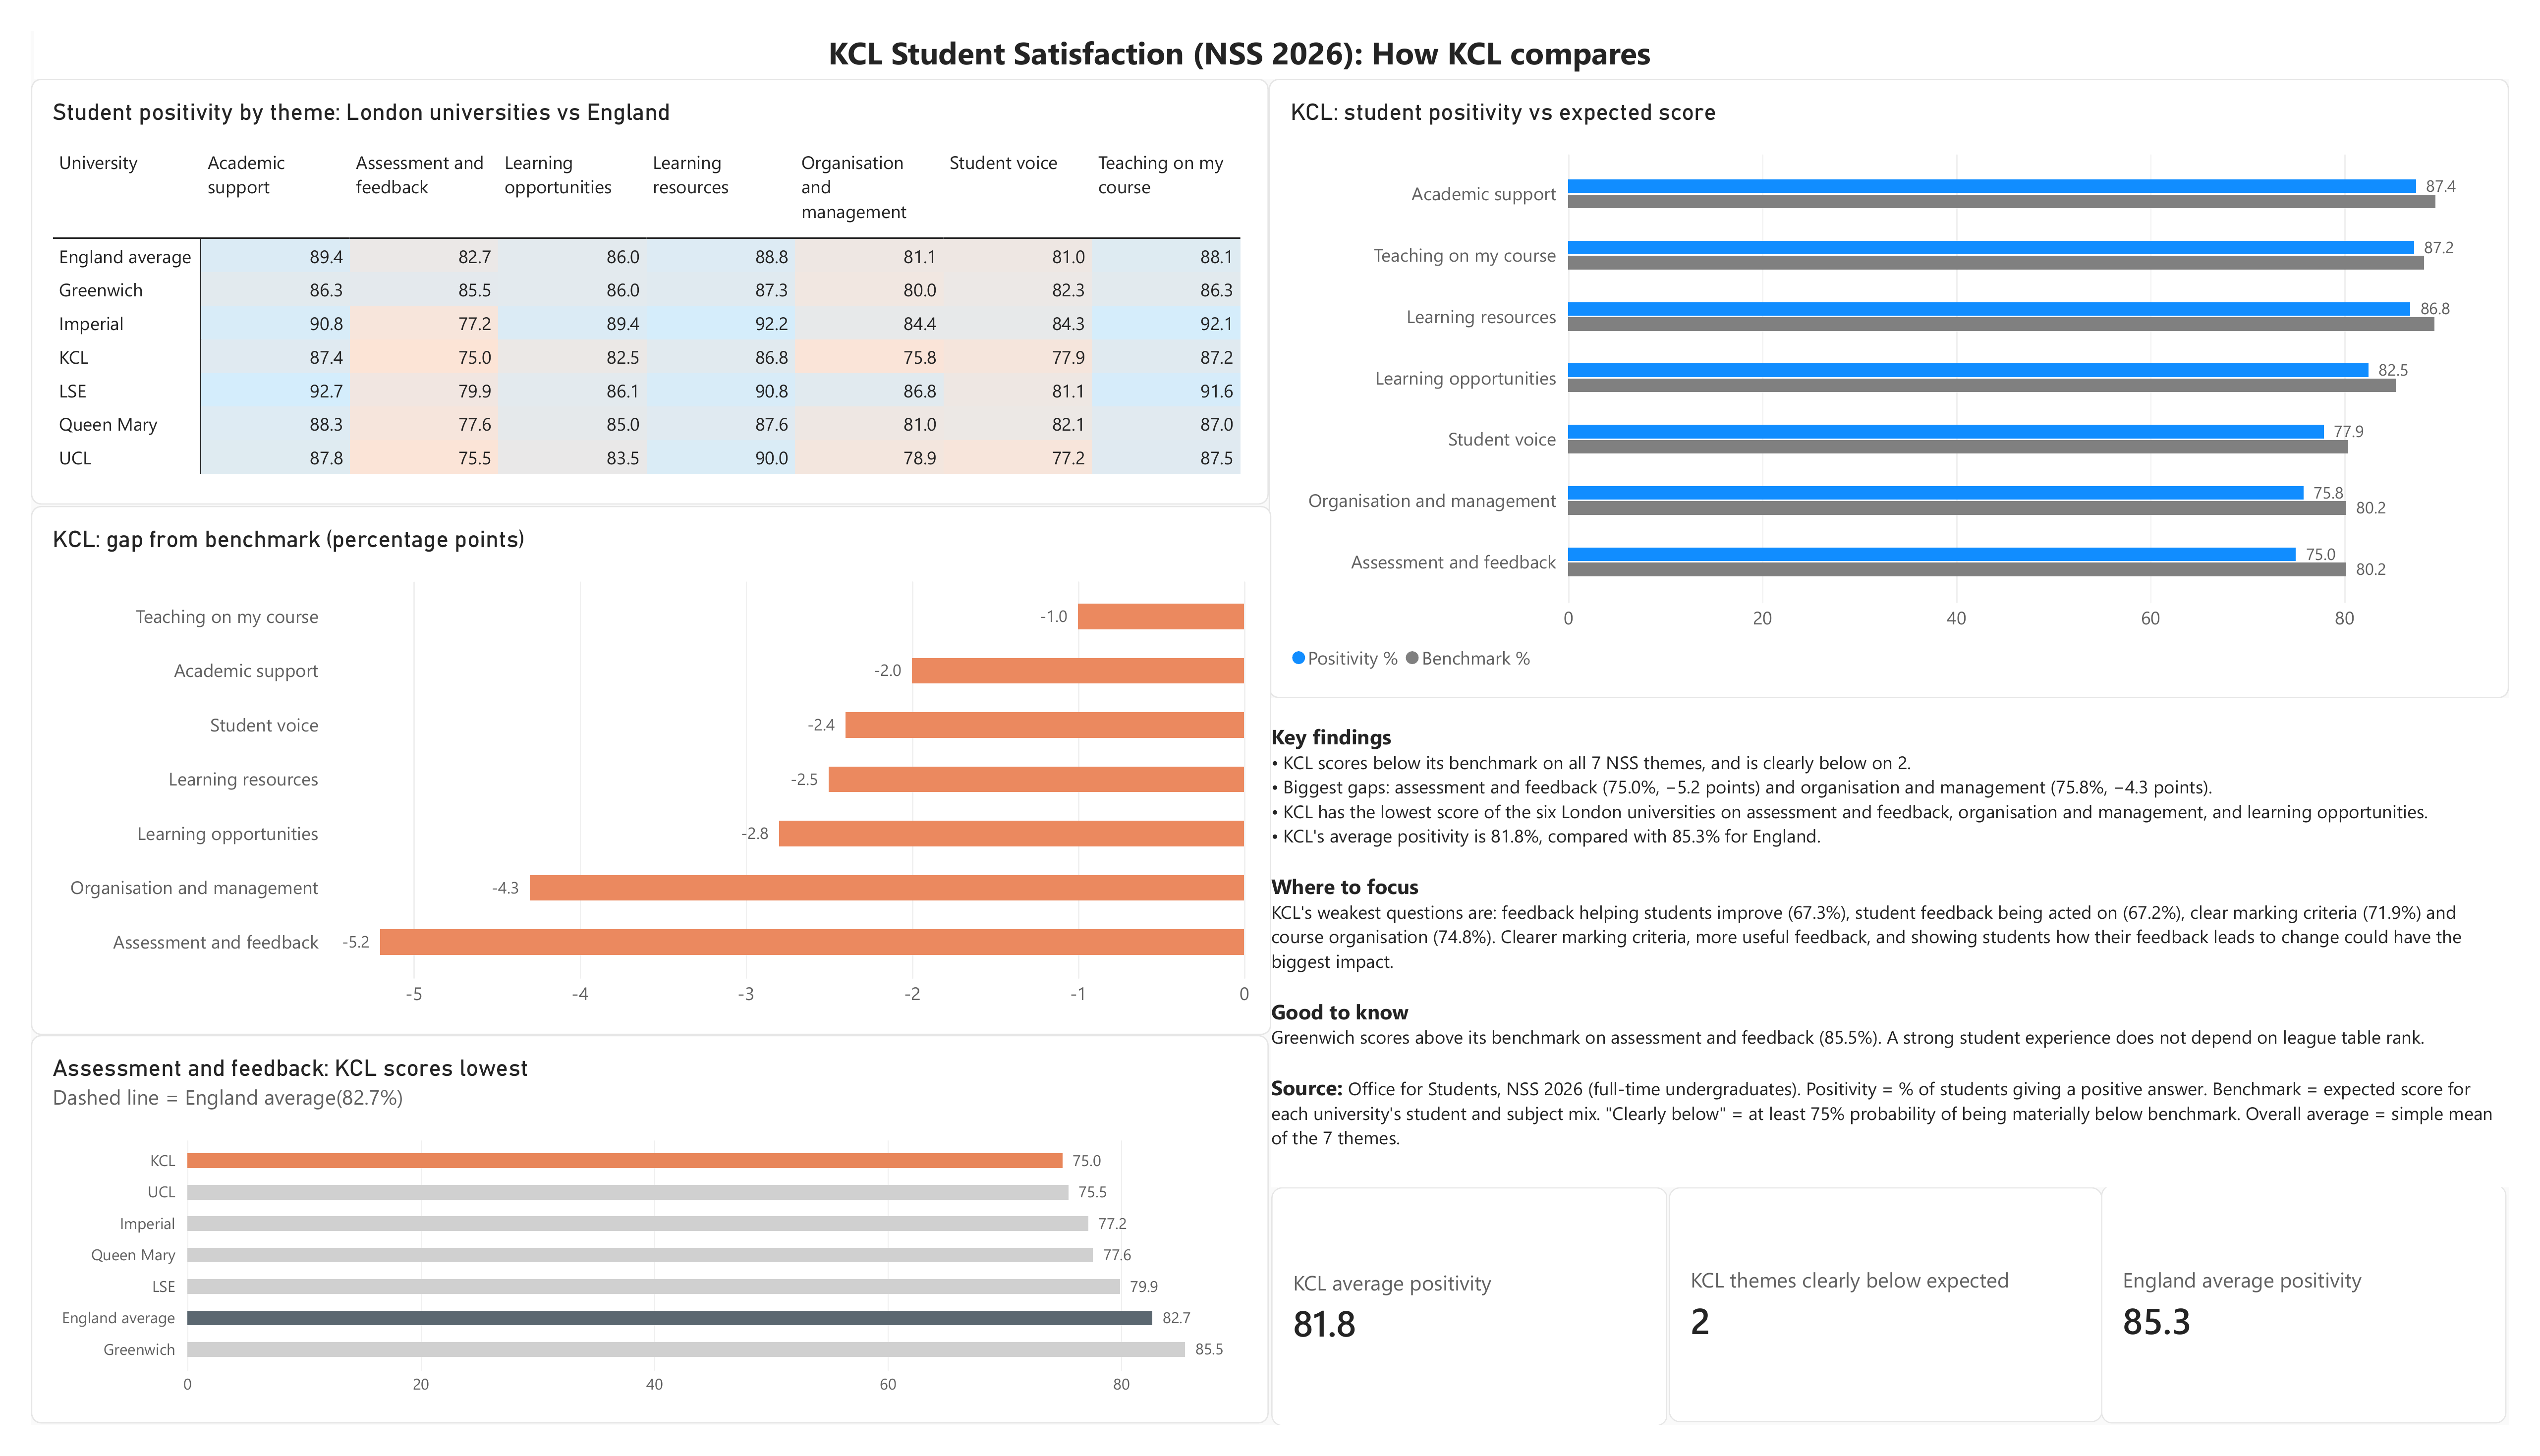 KCL Student Satisfaction (NSS 2026): How KCL compares
Student positivity by theme: London universities vs England
University Academic support Assessment and feedback Learning opportunities Learning resources Organisation and management Student voice Teaching on my course
England average 89.4 82.7 86.0 88.8 81.1 81.0 88.1
Greenwich 86.3 85.5 86.0 87.3 80.0 82.3 86.3
Imperial 90.8 77.2 89.4 92.2 84.4 84.3 92.1
KCL 87.4 75.0 82.5 86.8 75.8 77.9 87.2
LSE 92.7 79.9 86.1 90.8 86.8 81.1 91.6
Queen Mary 88.3 77.6 85.0 87.6 81.0 82.1 87.0
UCL 87.8 75.5 83.5 90.0 78.9 77.2 87.5
KCL: gap from benchmark (percentage points)
Teaching on my course -1.0
Academic support -2.0
Student voice -2.4
Learning resources -2.5
Learning opportunities -2.8
Organisation and management -4.3
Assessment and feedback -5.2
-5 -4 -3 -2 -1 0
Assessment and feedback: KCL scores lowest
Dashed line = England average(82.7%)
KCL 75.0
UCL 75.5
Imperial 77.2
Queen Mary 77.6
LSE 79.9
England average 82.7
Greenwich 85.5
0 20 40 60 80
KCL: student positivity vs expected score
Academic support 87.4
Teaching on my course 87.2
Learning resources 86.8
Learning opportunities 82.5
Student voice 77.9
Organisation and management 75.8
80.2
Assessment and feedback 75.0
80.2
0 20 40 60 80
Positivity % Benchmark %
Key findings
• KCL scores below its benchmark on all 7 NSS themes, and is clearly below on 2.
• Biggest gaps: assessment and feedback (75.0%, −5.2 points) and organisation and management (75.8%, −4.3 points).
• KCL has the lowest score of the six London universities on assessment and feedback, organisation and management, and learning opportunities.
• KCL's average positivity is 81.8%, compared with 85.3% for England.
Where to focus
KCL's weakest questions are: feedback helping students improve (67.3%), student feedback being acted on (67.2%), clear marking criteria (71.9%) and
course organisation (74.8%). Clearer marking criteria, more useful feedback, and showing students how their feedback leads to change could have the
biggest impact.
Good to know
Greenwich scores above its benchmark on assessment and feedback (85.5%). A strong student experience does not depend on league table rank.
Source: Office for Students, NSS 2026 (full-time undergraduates). Positivity = % of students giving a positive answer. Benchmark = expected score for
each university's student and subject mix. "Clearly below" = at least 75% probability of being materially below benchmark. Overall average = simple mean
of the 7 themes.
KCL average positivity
81.8
KCL themes clearly below expected
2
England average positivity
85.3